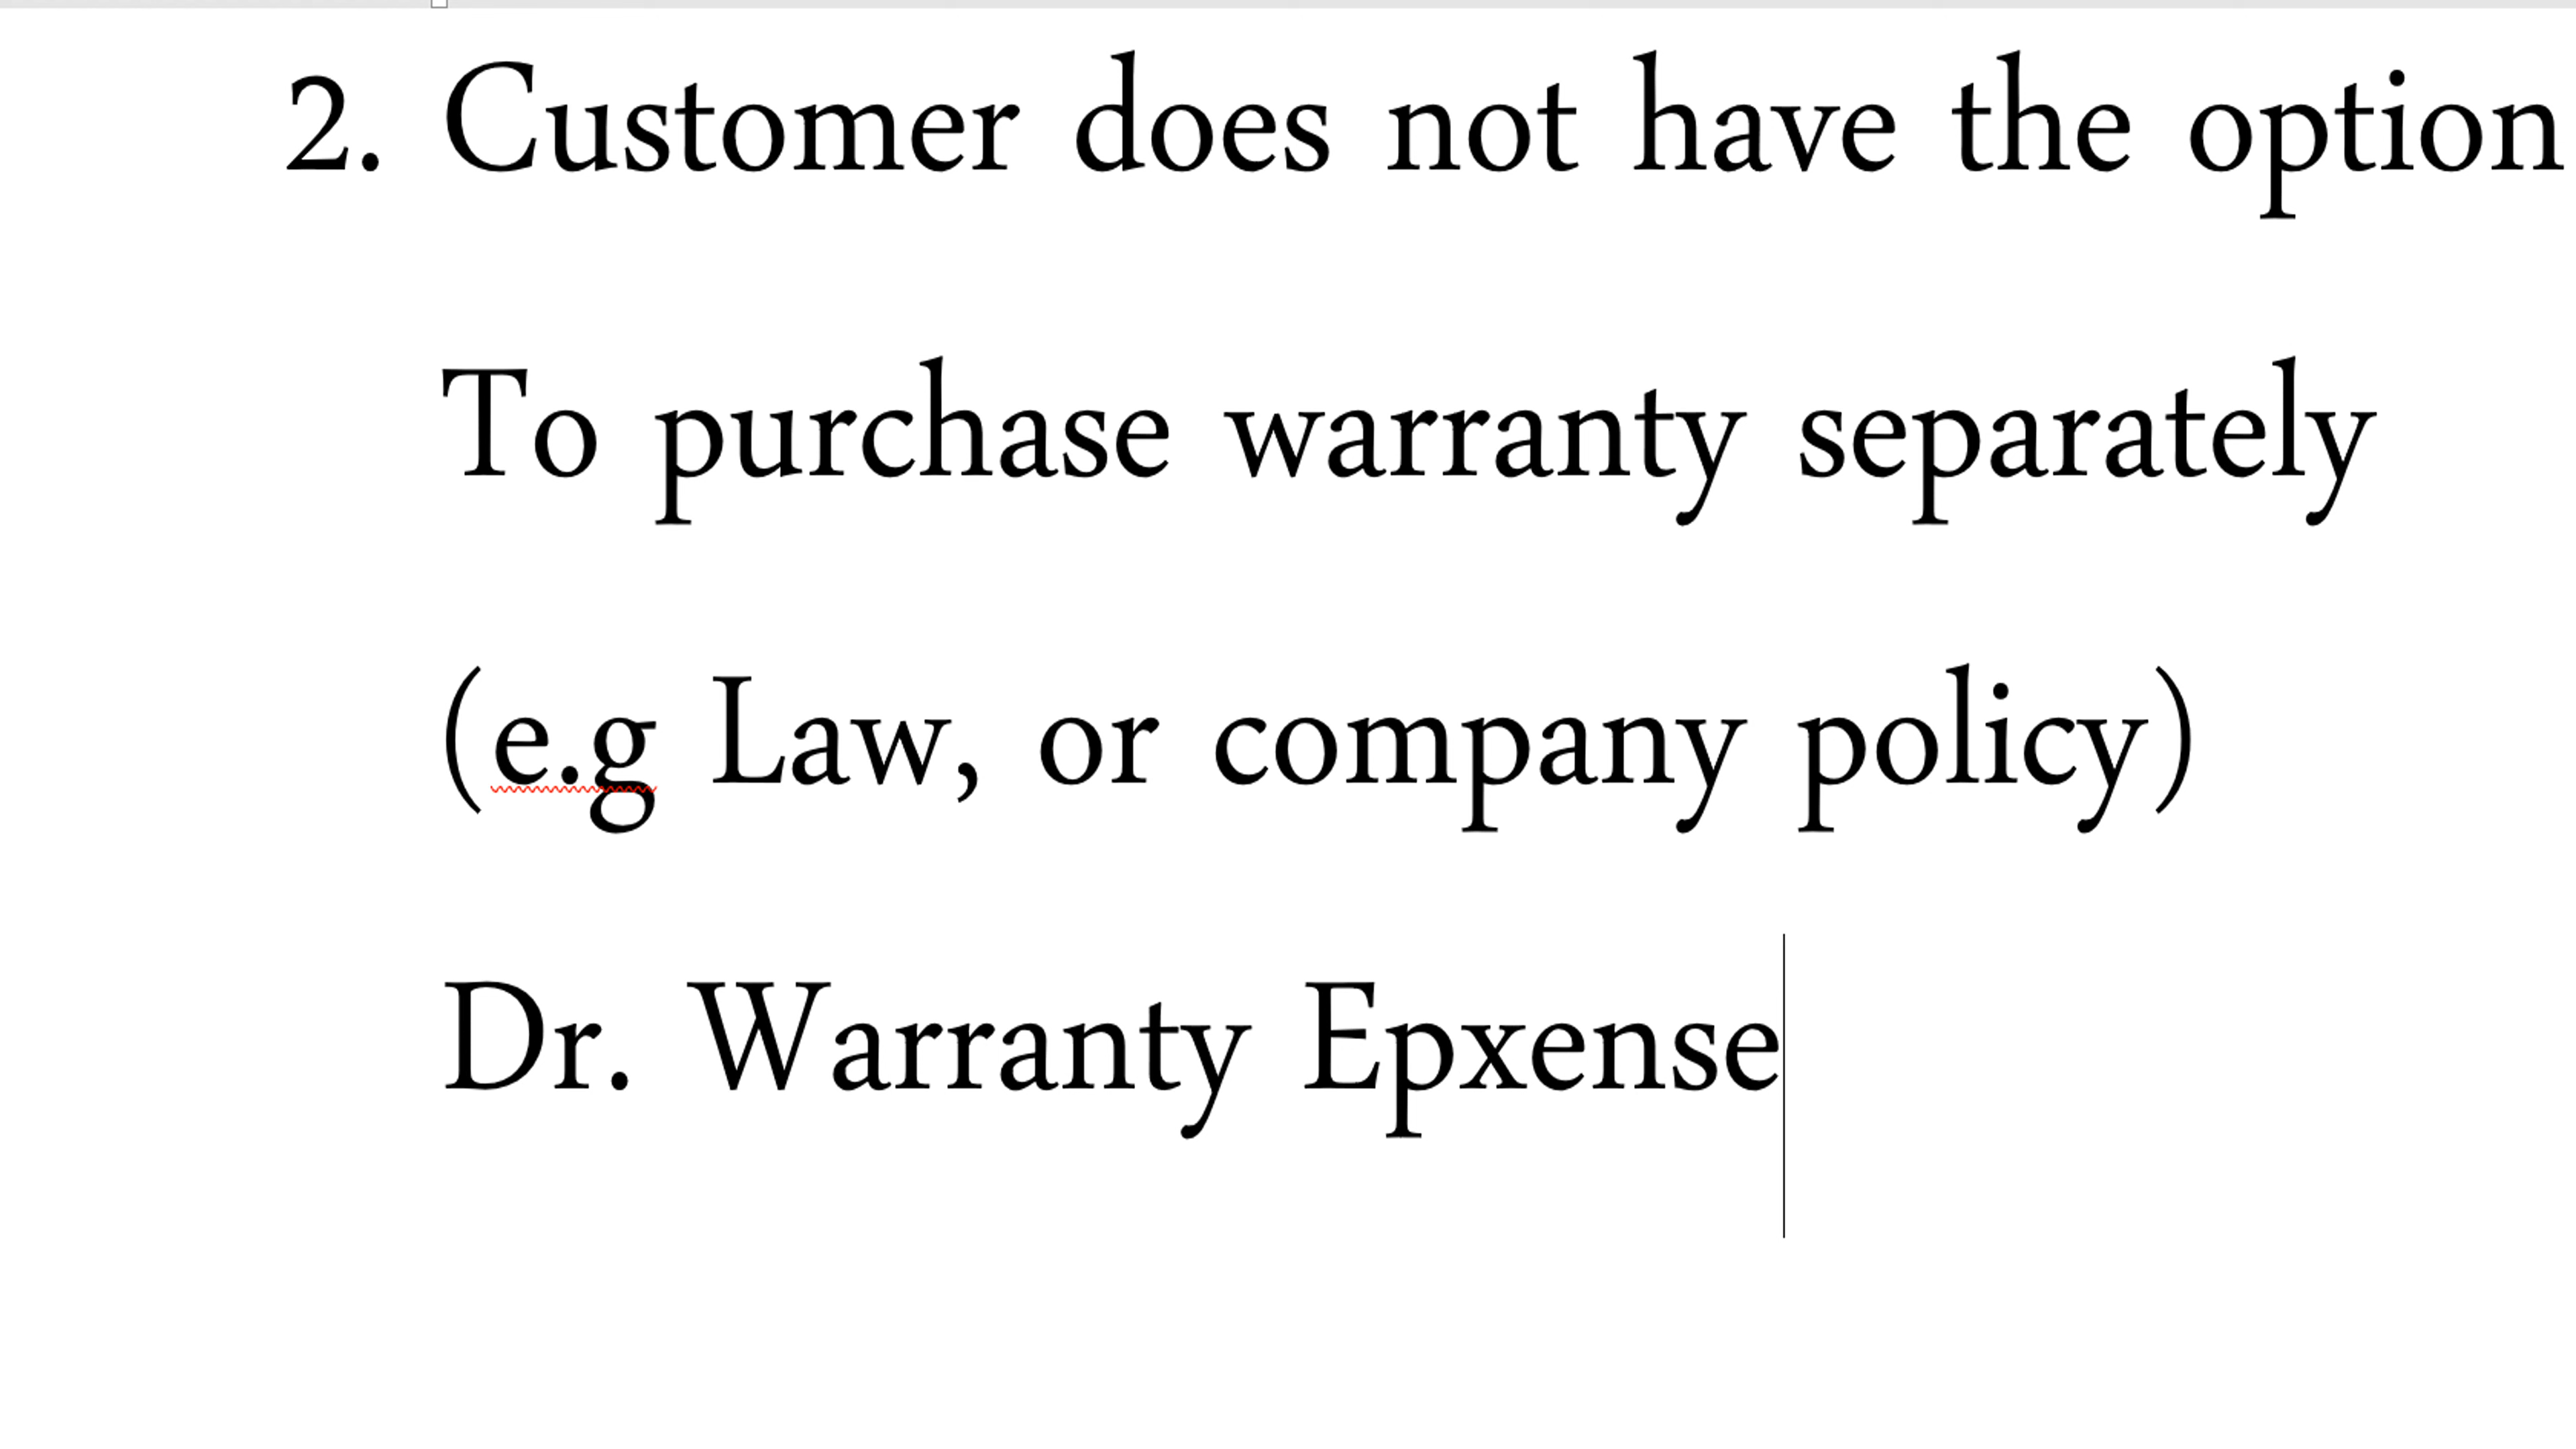 2. Customer does not have the option
To purchase warranty separately
(e.g Law, or company policy)
Dr. Warranty Epxense